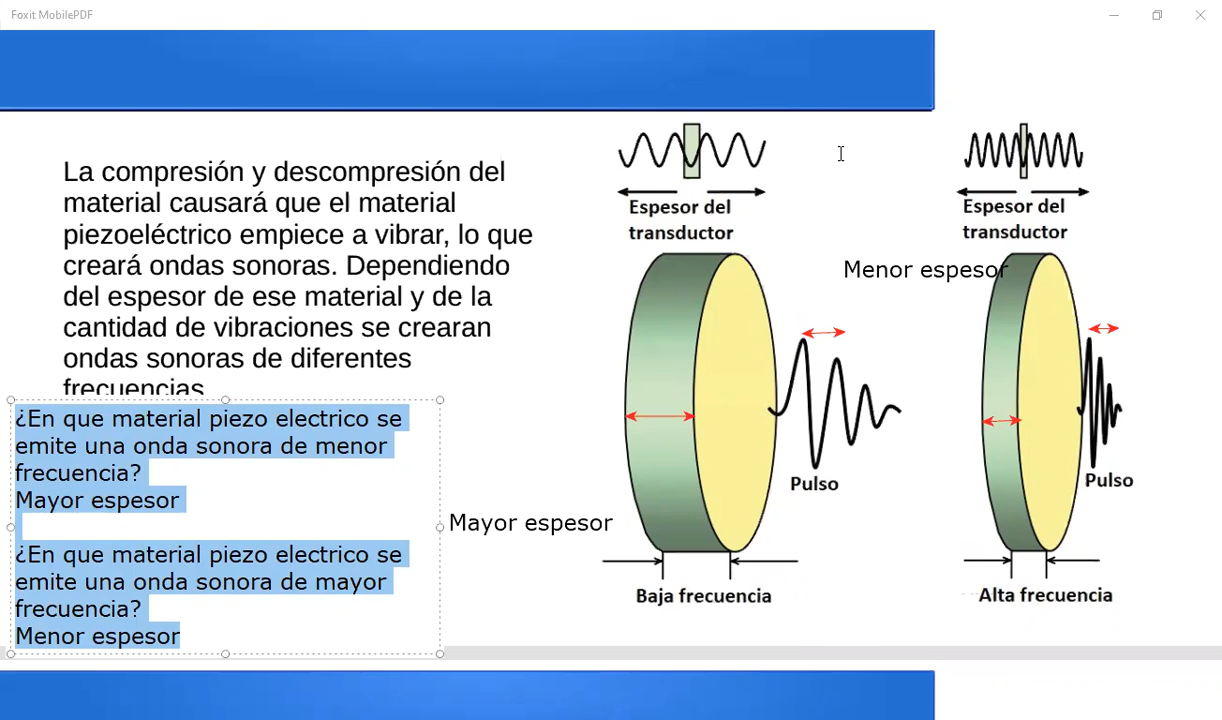 Foxit MobilePDF
La compresión y descompresión del
material causará que el material
piezoeléctrico empiece a vibrar, lo que
creará ondas sonoras. Dependiendo
del espesor de ese material y de la
cantidad de vibraciones se crearan
ondas sonoras de diferentes
frecuencias
¿En que material piezo electrico se
emite una onda sonora de menor
frecuencia?
Mayor espesor
¿En que material piezo electrico se
emite una onda sonora de mayor
frecuencia?
Menor espesor
Mayor espesor
Espesor del
transductor
Pulso
Baja frecuencia
Espesor del
transductor
Menor espesor
Pulso
Alta frecuencia